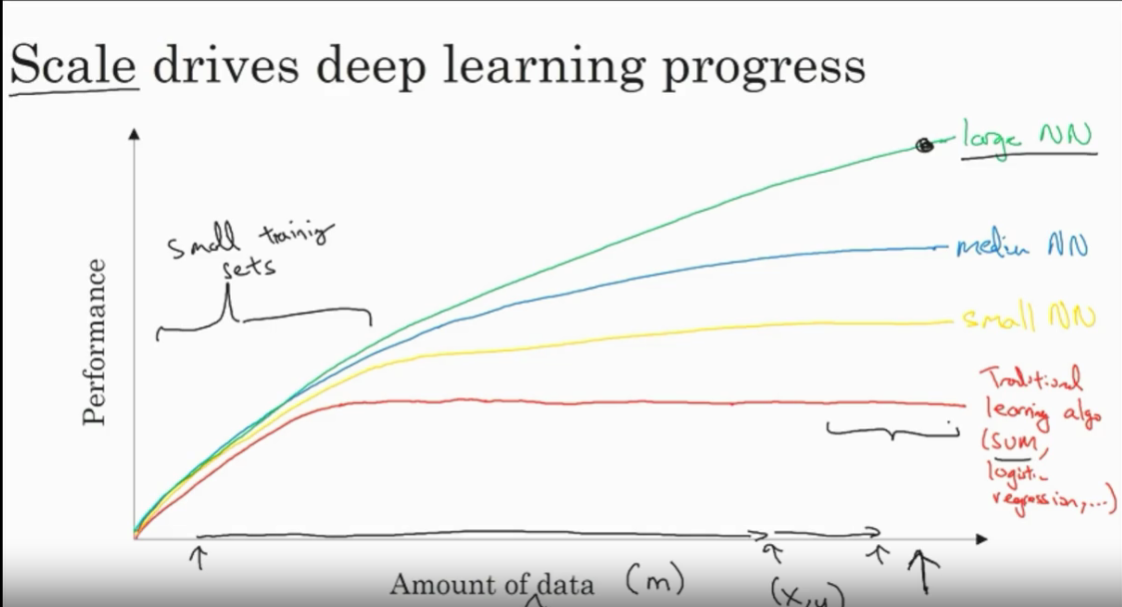 Scale drives deep learning progress
large NN
small training
sets
medium NN
small NN
Performance
Traditional
learning algo
(SVM,
logistic
regression,...)
Amount of data (m)
(x,y)